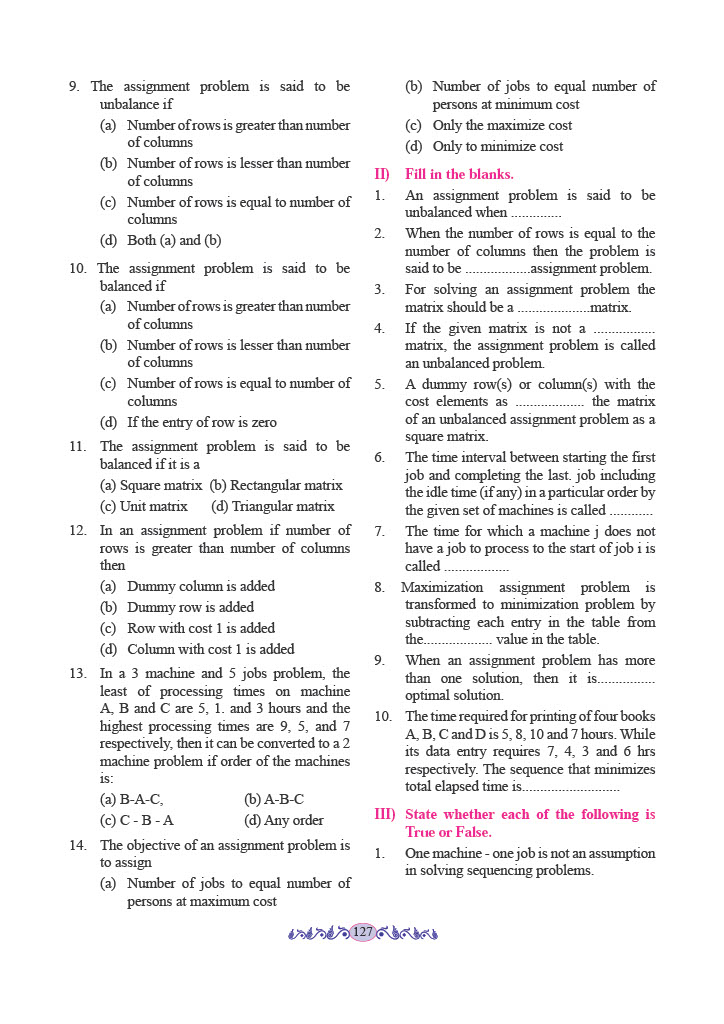 9. The assignment problem is said to be
unbalance if
(a) Number of rows is greater than number
of columns
(b) Number of rows is lesser than number
of columns
(c) Number of rows is equal to number of
columns
(d) Both (a) and (b)
10. The assignment problem is said to be
balanced if
(a) Number of rows is greater than number
of columns
(b) Number of rows is lesser than number
of columns
(c) Number of rows is equal to number of
columns
(d) If the entry of row is zero
11. The assignment problem is said to be
balanced if it is a
(a) Square matrix (b) Rectangular matrix
(c) Unit matrix (d) Triangular matrix
12. In an assignment problem if number of
rows is greater than number of columns
then
(a) Dummy column is added
(b) Dummy row is added
(c) Row with cost 1 is added
(d) Column with cost 1 is added
13. In a 3 machine and 5 jobs problem, the
least of processing times on machine
A, B and C are 5, 1. and 3 hours and the
highest processing times are 9, 5, and 7
respectively, then it can be converted to a 2
machine problem if order of the machines
is:
(a) B-A-C, (b) A-B-C
(c) C - B - A (d) Any order
14. The objective of an assignment problem is
to assign
(a) Number of jobs to equal number of
persons at maximum cost
(b) Number of jobs to equal number of
persons at minimum cost
(c) Only the maximize cost
(d) Only to minimize cost
II) Fill in the blanks.
1. An assignment problem is said to be
unbalanced when ..............
2. When the number of rows is equal to the
number of columns then the problem is
said to be ..................assignment problem.
3. For solving an assignment problem the
matrix should be a ....................matrix.
4. If the given matrix is not a .................
matrix, the assignment problem is called
an unbalanced problem.
5. A dummy row(s) or column(s) with the
cost elements as ................... the matrix
of an unbalanced assignment problem as a
square matrix.
6. The time interval between starting the first
job and completing the last. job including
the idle time (if any) in a particular order by
the given set of machines is called ............
7. The time for which a machine j does not
have a job to process to the start of job i is
called ..................
8. Maximization assignment problem is
transformed to minimization problem by
subtracting each entry in the table from
the................... value in the table.
9. When an assignment problem has more
than one solution, then it is................
optimal solution.
10. The time required for printing of four books
A, B, C and D is 5, 8, 10 and 7 hours. While
its data entry requires 7, 4, 3 and 6 hrs
respectively. The sequence that minimizes
total elapsed time is...........................
III) State whether each of the following is
True or False.
1. One machine - one job is not an assumption
in solving sequencing problems.
127